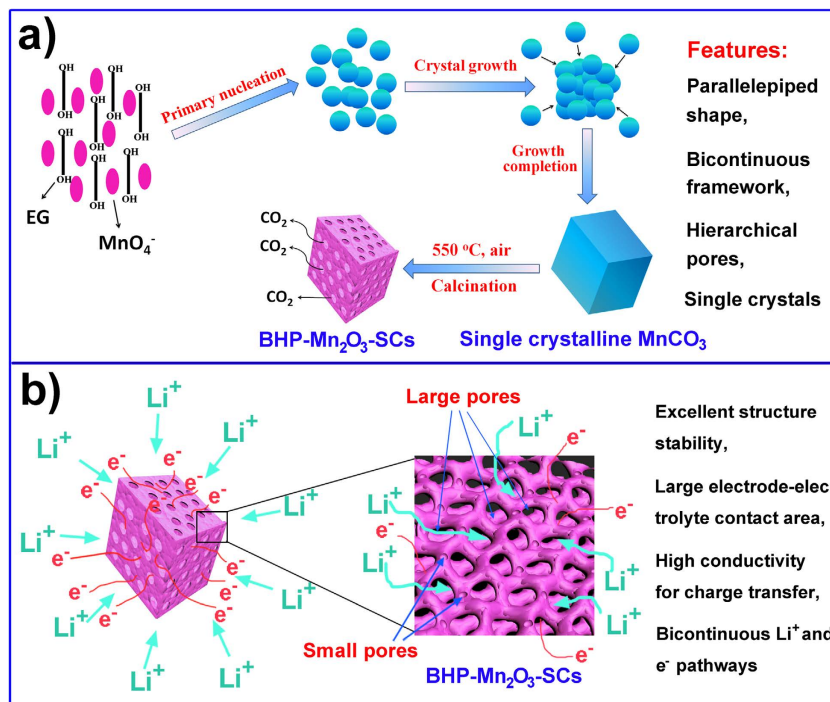 a)
OH
OH
OH
OH
OH
OH
OH
OH
OH
OH
OH
OH
OH
OH
EG
MnO₄⁻
Primary nucleation
Crystal growth
Growth
completion
550 °C, air
Calcination
CO₂
CO₂
CO₂
BHP-Mn₂O₃-SCs
Single crystalline MnCO₃
Features:
Parallelepiped
shape,
Bicontinuous
framework,
Hierarchical
pores,
Single crystals
b)
Li⁺
Li⁺
Li⁺
Li⁺
Li⁺
Li⁺
Li⁺
Li⁺
Li⁺
Li⁺
e⁻
e⁻
e⁻
e⁻
e⁻
e⁻
e⁻
e⁻
e⁻
e⁻
Large pores
Li⁺
e⁻
Li⁺
e⁻
e⁻
Li⁺
Li⁺
Li⁺
e⁻
Small pores
BHP-Mn₂O₃-SCs
Excellent structure
stability,
Large electrode-elec
trolyte contact area,
High conductivity
for charge transfer,
Bicontinuous Li⁺ and
e⁻ pathways